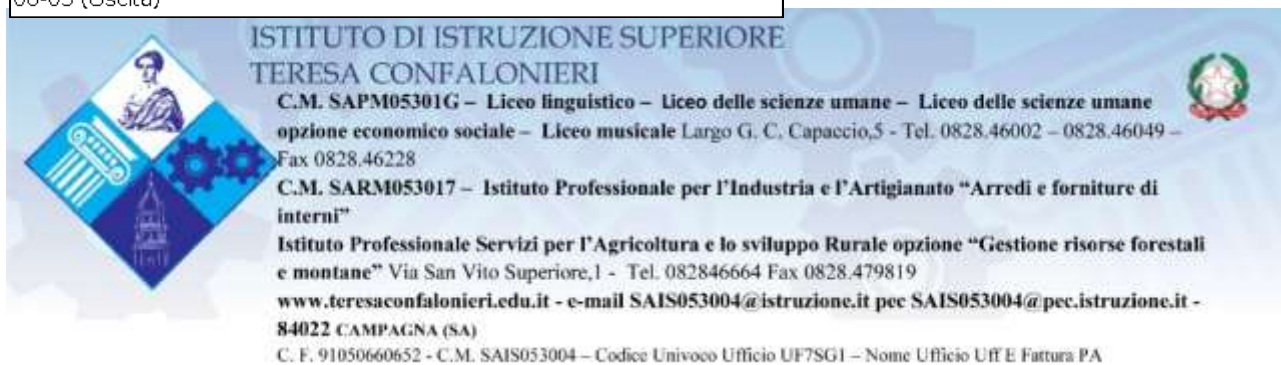 06-03 (Uscita)
ISTITUTO DI ISTRUZIONE SUPERIORE
TERESA CONFALONIERI
C.M. SAPM05301G – Liceo linguistico – Liceo delle scienze umane – Liceo delle scienze umane
opzione economico sociale – Liceo musicale Largo G. C. Capaccio,5 - Tel. 0828.46002 – 0828.46049 –
Fax 0828.46228
C.M. SARM053017 – Istituto Professionale per l'Industria e l'Artigianato "Arredi e forniture di
interni"
Istituto Professionale Servizi per l'Agricoltura e lo sviluppo Rurale opzione "Gestione risorse forestali
e montane" Via San Vito Superiore,1 - Tel. 082846664 Fax 0828.479819
www.teresaconfalonieri.edu.it - e-mail SAIS053004@istruzione.it pec SAIS053004@pec.istruzione.it -
84022 CAMPAGNA (SA)
C. F. 91050660652 - C.M. SAIS053004 – Codice Univoco Ufficio UF7SG1 – Nome Ufficio Uff E Fattura PA